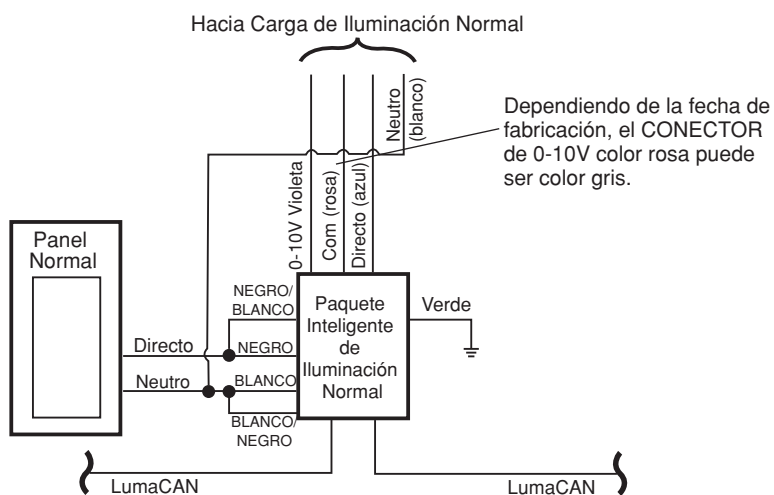 Hacia Carga de Iluminación Normal
Neutro
(blanco)
Dependiendo de la fecha de
fabricación, el CONECTOR
de 0-10V color rosa puede
ser color gris.
0-10V Violeta
Com (rosa)
Directo (azul)
Panel
Normal
NEGRO/
BLANCO
Paquete
Inteligente
de
Iluminación
Normal
Verde
Directo
NEGRO
Neutro
BLANCO
BLANCO/
NEGRO
LumaCAN
LumaCAN